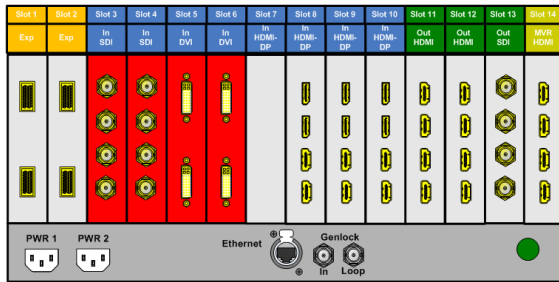 Slot 1 Slot 2 Slot 3 Slot 4 Slot 5 Slot 6 Slot 7 Slot 8 Slot 9 Slot 10 Slot 11 Slot 12 Slot 13 Slot 14
Exp Exp In SDI In SDI In DVI In DVI In HDMI-DP In HDMI-DP In HDMI-DP In HDMI-DP Out HDMI Out HDMI Out SDI MVR HDMI
PWR 1 PWR 2 Ethernet Genlock
In Loop